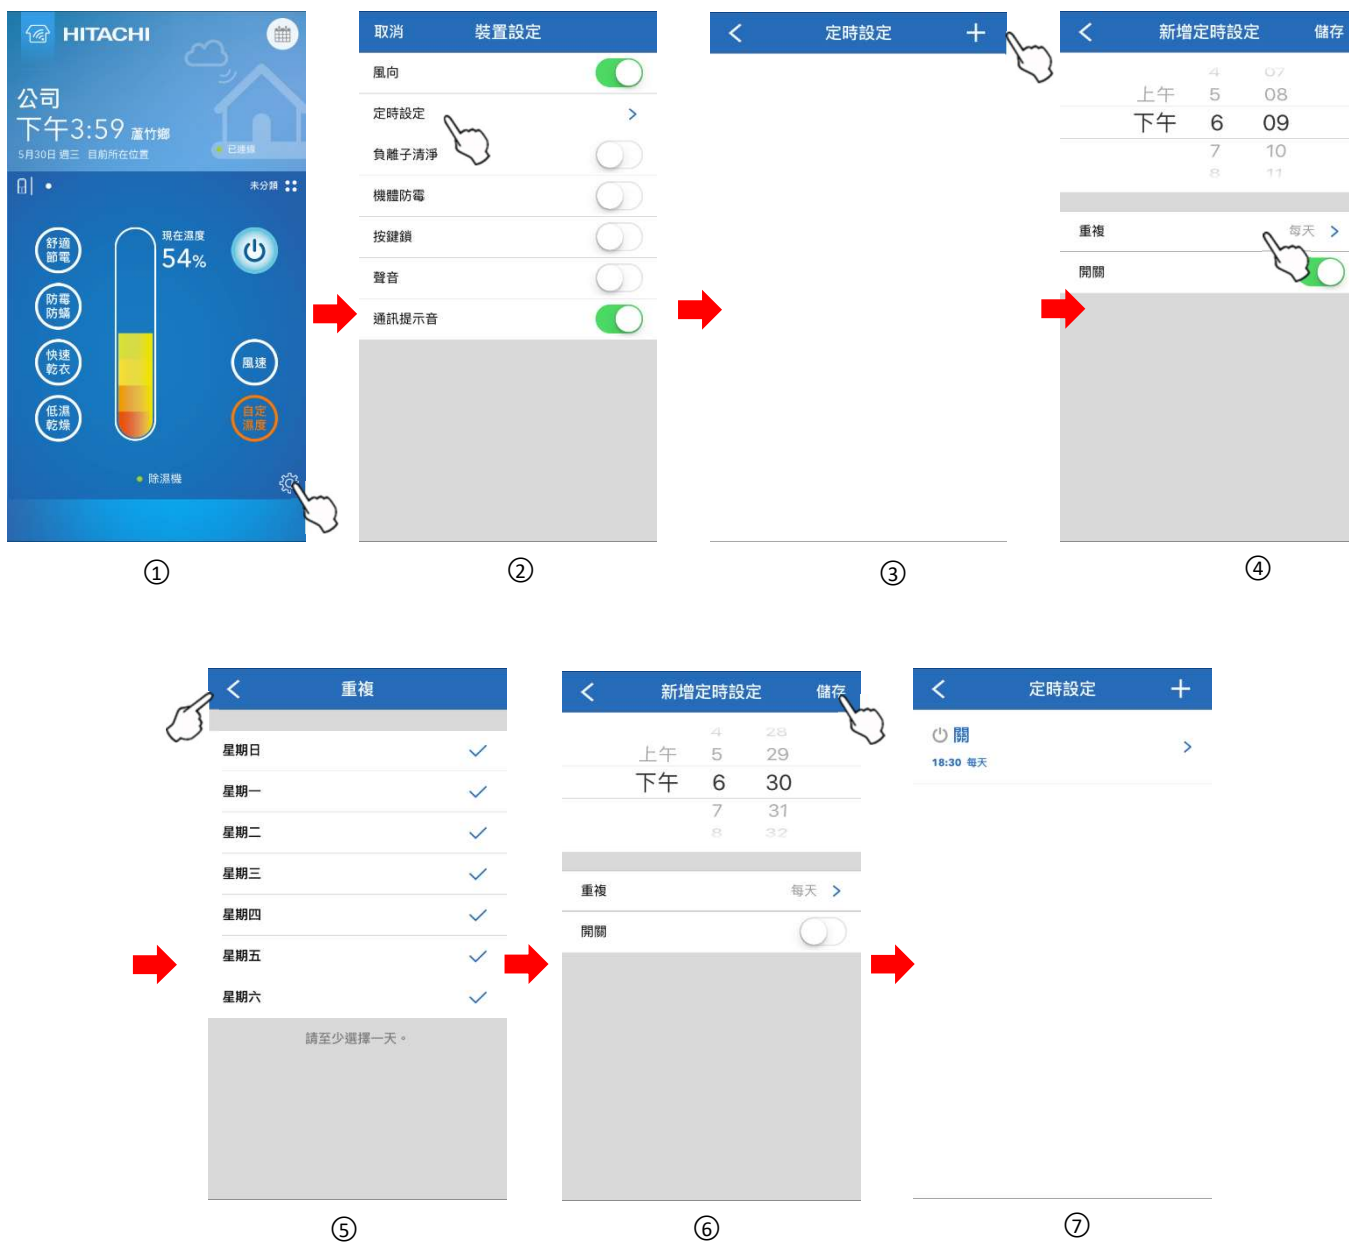 HITACHI
公司
下午3:59 蘆竹鄉
5月30日 週三 目前所在位置
已連線
未分類
舒適
節電
防霉
防蟎
快速
乾衣
低濕
乾燥
現在濕度
54%
風速
自定
濕度
除濕機
①
取消 裝置設定
風向
定時設定
負離子清淨
機體防霉
按鍵鎖
聲音
通訊提示音
②
定時設定
③
新增定時設定 儲存
4 07
上午 5 08
下午 6 09
7 10
8 11
重複 每天
開關
④
重複
星期日
星期一
星期二
星期三
星期四
星期五
星期六
請至少選擇一天。
⑤
新增定時設定 儲存
4 28
上午 5 29
下午 6 30
7 31
8 32
重複 每天
開關
⑥
定時設定
關
18:30 每天
⑦